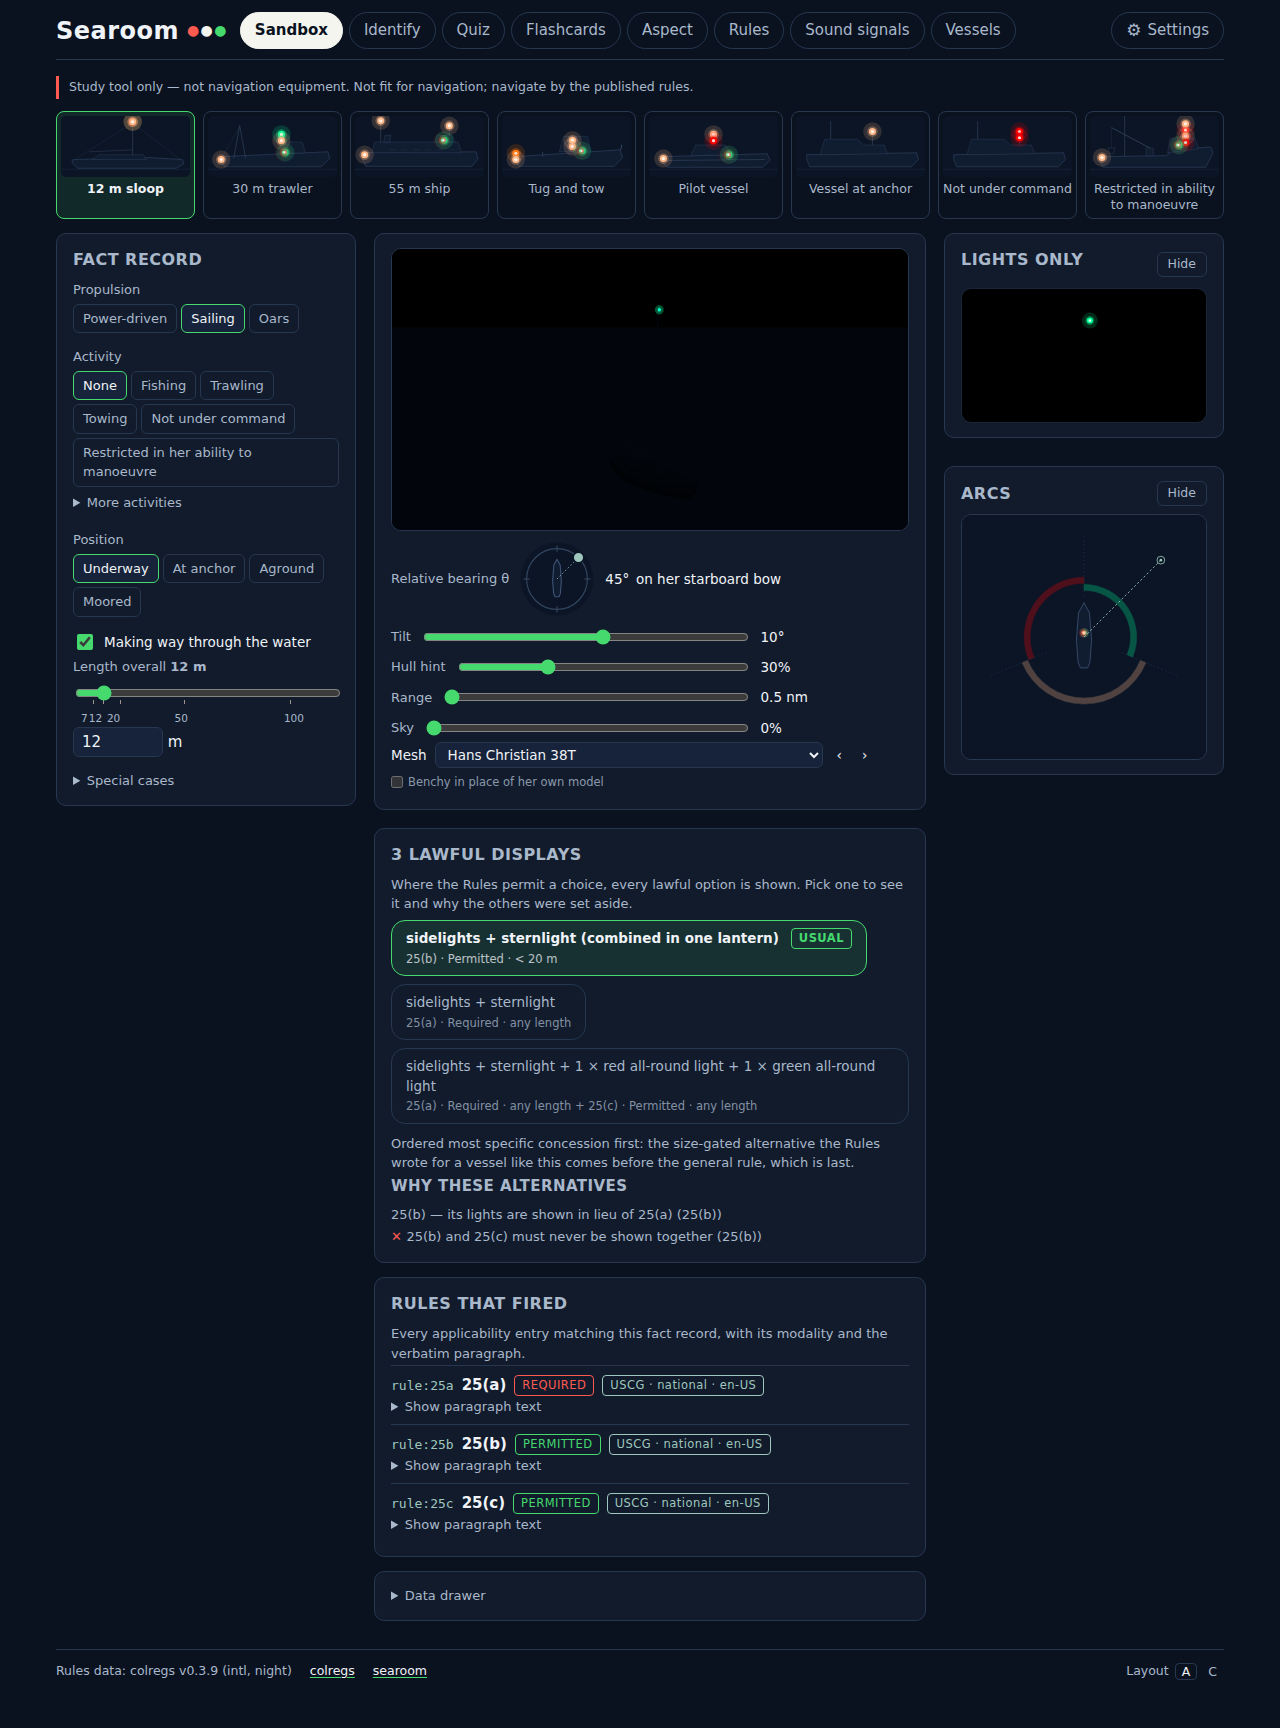 Searoom
Sandbox
Identify
Quiz
Flashcards
Aspect
Rules
Sound signals
Vessels
⚙ Settings
Study tool only — not navigation equipment. Not fit for navigation; navigate by the published rules.
12 m sloop
30 m trawler
55 m ship
Tug and tow
Pilot vessel
Vessel at anchor
Not under command
Restricted in ability
to manoeuvre
FACT RECORD
Propulsion
Power-driven Sailing Oars
Activity
None Fishing Trawling
Towing Not under command
Restricted in her ability to
manoeuvre
▶ More activities
Position
Underway At anchor Aground
Moored
Making way through the water
Length overall 12 m
7 12 20 50 100
12 m
▶ Special cases
Relative bearing θ 45° on her starboard bow
Tilt 10°
Hull hint 30%
Range 0.5 nm
Sky 0%
Mesh Hans Christian 38T ‹ ›
Benchy in place of her own model
3 LAWFUL DISPLAYS
Where the Rules permit a choice, every lawful option is shown. Pick one to see
it and why the others were set aside.
sidelights + sternlight (combined in one lantern) USUAL
25(b) · Permitted · < 20 m
sidelights + sternlight
25(a) · Required · any length
sidelights + sternlight + 1 × red all-round light + 1 × green all-round
light
25(a) · Required · any length + 25(c) · Permitted · any length
Ordered most specific concession first: the size-gated alternative the Rules
wrote for a vessel like this comes before the general rule, which is last.
WHY THESE ALTERNATIVES
25(b) — its lights are shown in lieu of 25(a) (25(b))
✕ 25(b) and 25(c) must never be shown together (25(b))
RULES THAT FIRED
Every applicability entry matching this fact record, with its modality and the
verbatim paragraph.
rule:25a 25(a) REQUIRED USCG · national · en-US
▶ Show paragraph text
rule:25b 25(b) PERMITTED USCG · national · en-US
▶ Show paragraph text
rule:25c 25(c) PERMITTED USCG · national · en-US
▶ Show paragraph text
▶ Data drawer
LIGHTS ONLY Hide
ARCS Hide
Rules data: colregs v0.3.9 (intl, night) colregs searoom
Layout A C